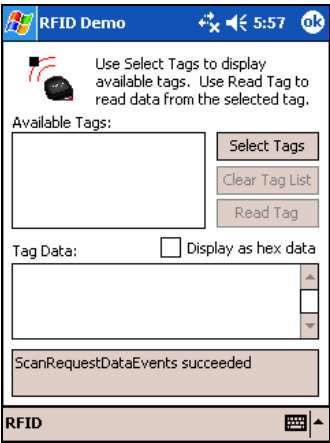 RFID Demo 5:57 ok
Use Select Tags to display
available tags. Use Read Tag to
read data from the selected tag.
Available Tags:
Select Tags
Clear Tag List
Read Tag
Tag Data: Display as hex data
ScanRequestDataEvents succeeded
RFID